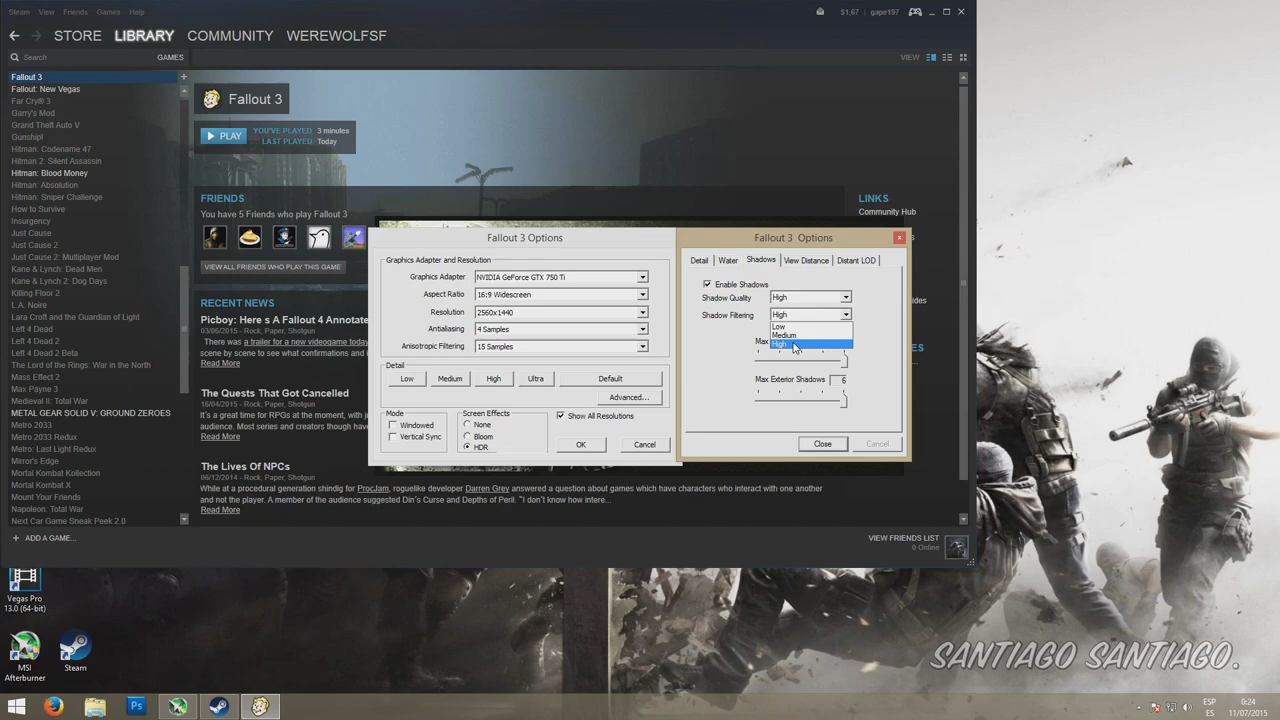 Steam View Friends Games Help
$1,67 gape197
STORE LIBRARY COMMUNITY WEREWOLFSF
Search GAMES
VIEW
Fallout 3
Fallout: New Vegas
Far Cry® 3
Garry's Mod
Grand Theft Auto V
Gunship!
Hitman: Codename 47
Hitman 2: Silent Assassin
Hitman: Blood Money
Hitman: Absolution
Hitman: Sniper Challenge
How to Survive
Insurgency
Just Cause
Just Cause 2
Just Cause 2: Multiplayer Mod
Kane & Lynch: Dead Men
Kane & Lynch: Dog Days
Killing Floor 2
L.A. Noire
Lara Croft and the Guardian of Light
Left 4 Dead
Left 4 Dead 2
Left 4 Dead 2 Beta
The Lord of the Rings: War in the North
Mass Effect 2
Max Payne 3
Medieval II: Total War
METAL GEAR SOLID V: GROUND ZEROES
Metro 2033
Metro 2033 Redux
Metro: Last Light Redux
Mirror's Edge
Mortal Kombat Kollection
Mortal Kombat X
Mount Your Friends
Napoleon: Total War
Next Car Game Sneak Peek 2.0
+ ADD A GAME...
Fallout 3
PLAY
YOU'VE PLAYED 3 minutes
LAST PLAYED: Today
FRIENDS
You have 5 Friends who play Fallout 3
VIEW ALL FRIENDS WHO PLAY THIS GAME
RECENT NEWS
Picboy: Here s A Fallout 4 Annotate
03/06/2015 - Rock, Paper, Shotgun
There was a trailer for a new videogame today
scene by scene to see what confirmations and i
Read More
The Quests That Got Cancelled
16/04/2015 - Rock, Paper, Shotgun
It's a great time for RPGs at the moment, with
audience. Most series and creators though have
Read More
The Lives Of NPCs
06/12/2014 - Rock, Paper, Shotgun
While at a procedural generation shindig for ProcJam, roguelike developer Darren Grey answered a question about games which have characters who interact with one another
and not the player. A member of the audience suggested Din's Curse and Depths of Peril. "I don't know how intere...
Read More
LINKS
Community Hub
ides
ES
VIEW FRIENDS LIST
0 Online
Fallout 3 Options
Graphics Adapter and Resolution
Graphics Adapter NVIDIA GeForce GTX 750 Ti
Aspect Ratio 16:9 Widescreen
Resolution 2560x1440
Antialiasing 4 Samples
Anisotropic Filtering 15 Samples
Detail
Low Medium High Ultra Default
Advanced...
Mode
Windowed
Vertical Sync
Screen Effects
None
Bloom
HDR
Show All Resolutions
OK Cancel
Fallout 3 Options
x
Detail Water Shadows View Distance Distant LOD
Enable Shadows
Shadow Quality High
Shadow Filtering High
Low
Medium
High
Max
Max Exterior Shadows 6
Close Cancel
Vegas Pro
13.0 (64-bit)
MSI
Afterburner
Steam
SANTIAGO SANTIAGO.
Ps
ESP
ES
0:24
11/07/2015